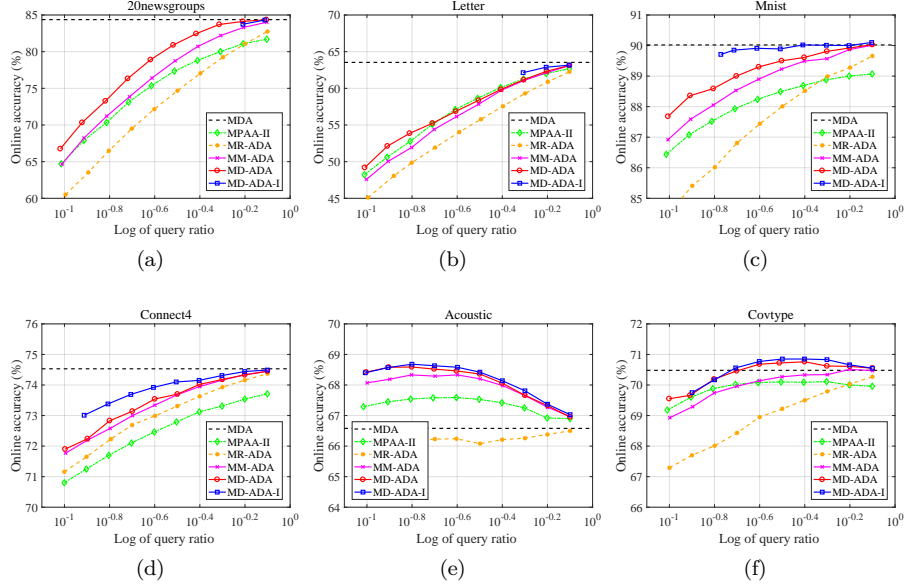 20newsgroups
Online accuracy (%)
85
80
75
70
65
60
MDA
MPAA-II
MR-ADA
MM-ADA
MD-ADA
MD-ADA-I
10^-1 10^-0.8 10^-0.6 10^-0.4 10^-0.2 10^0
Log of query ratio
(a)
Letter
Online accuracy (%)
70
65
60
55
50
45
MDA
MPAA-II
MR-ADA
MM-ADA
MD-ADA
MD-ADA-I
10^-1 10^-0.8 10^-0.6 10^-0.4 10^-0.2 10^0
Log of query ratio
(b)
Mnist
Online accuracy (%)
91
90
89
88
87
86
85
MDA
MPAA-II
MR-ADA
MM-ADA
MD-ADA
MD-ADA-I
10^-1 10^-0.8 10^-0.6 10^-0.4 10^-0.2 10^0
Log of query ratio
(c)
Connect4
Online accuracy (%)
76
75
74
73
72
71
70
MDA
MPAA-II
MR-ADA
MM-ADA
MD-ADA
MD-ADA-I
10^-1 10^-0.8 10^-0.6 10^-0.4 10^-0.2 10^0
Log of query ratio
(d)
Acoustic
Online accuracy (%)
70
69
68
67
66
65
64
MDA
MPAA-II
MR-ADA
MM-ADA
MD-ADA
MD-ADA-I
10^-1 10^-0.8 10^-0.6 10^-0.4 10^-0.2 10^0
Log of query ratio
(e)
Covtype
Online accuracy (%)
72
71
70
69
68
67
66
MDA
MPAA-II
MR-ADA
MM-ADA
MD-ADA
MD-ADA-I
10^-1 10^-0.8 10^-0.6 10^-0.4 10^-0.2 10^0
Log of query ratio
(f)